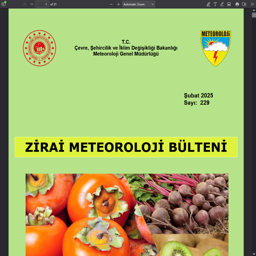 T.C.
Çevre, Şehircilik ve İklim Değişikliği Bakanlığı
Meteoroloji Genel Müdürlüğü
METEOROLOJİ
Şubat 2025
Sayı: 229
ZİRAİ METEOROLOJİ BÜLTENİ